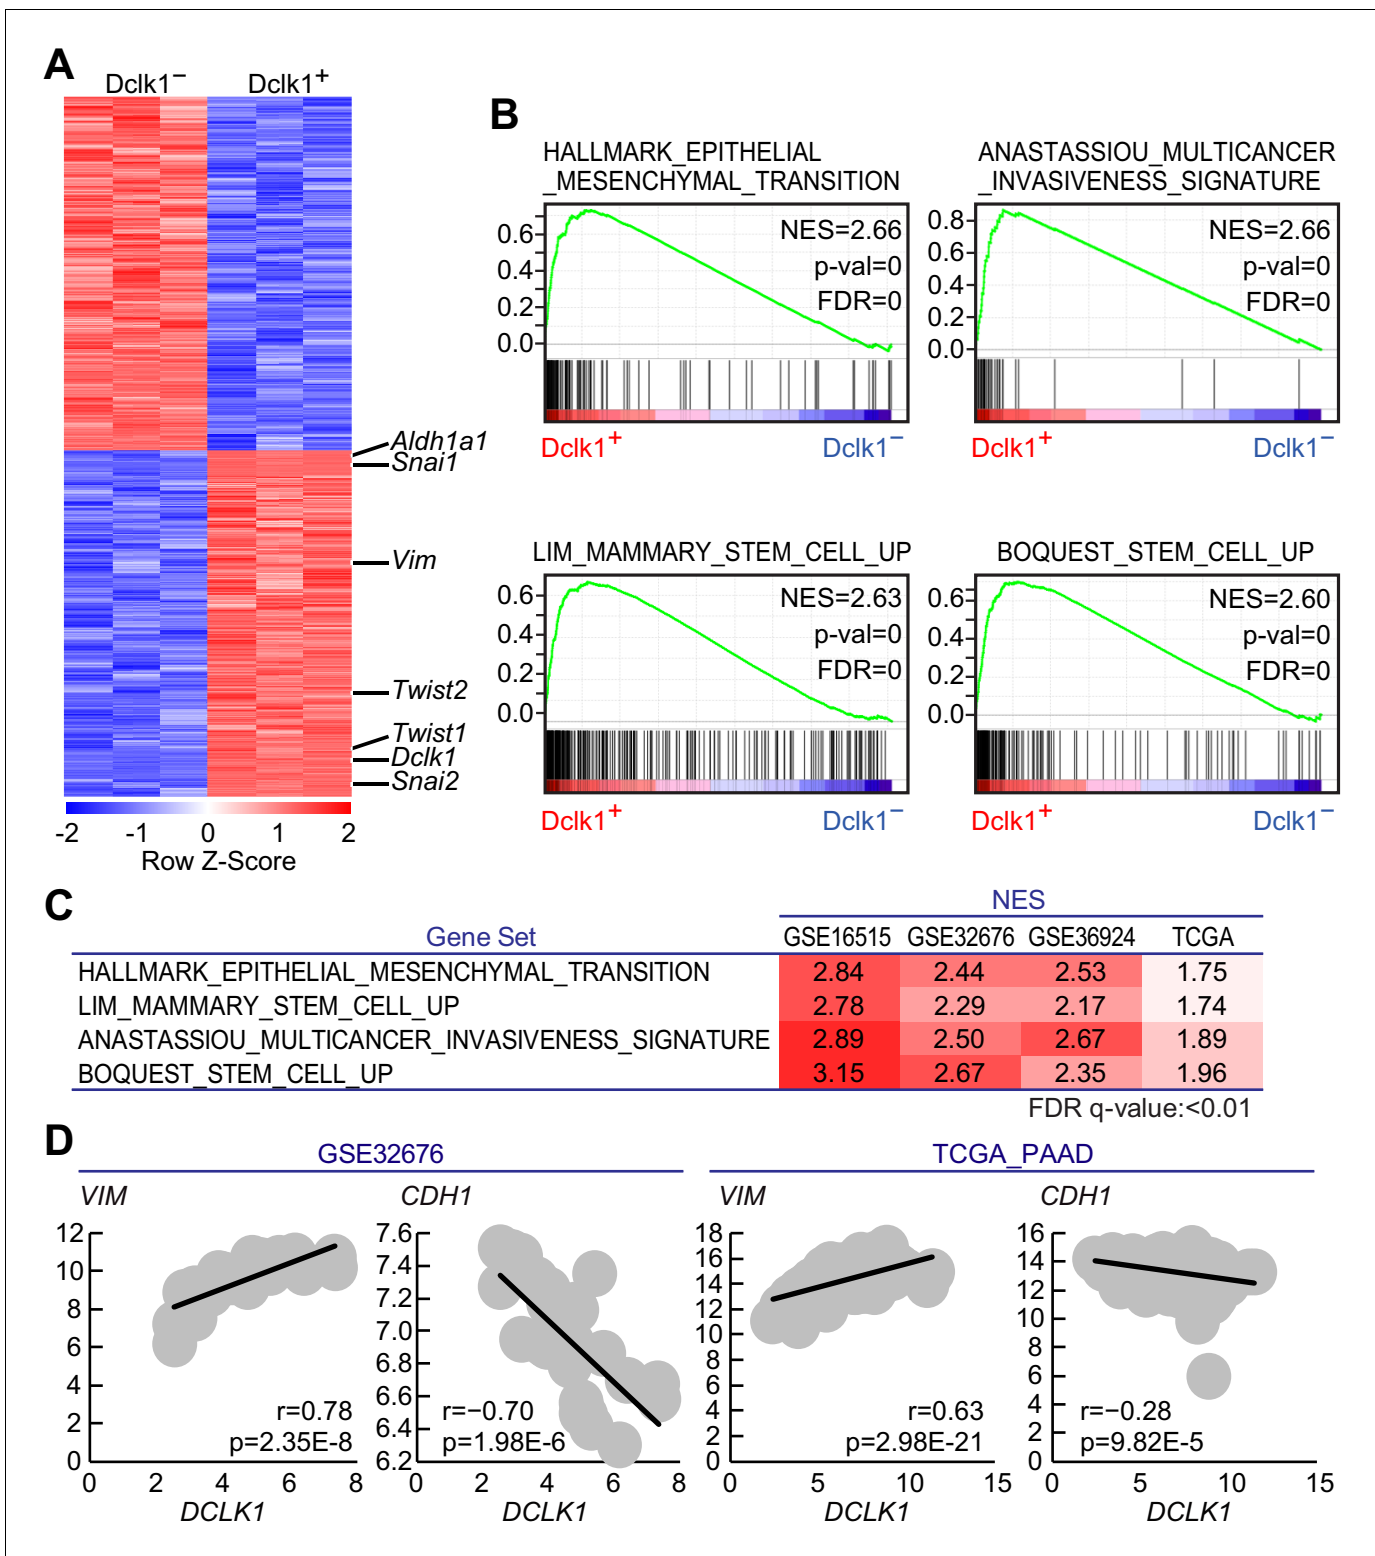 A
Dclk1−
Dclk1+
Aldh1a1
Snai1
Vim
Twist2
Twist1
Dclk1
Snai2
-2 -1 0 1 2
Row Z-Score
B
HALLMARK_EPITHELIAL
_MESENCHYMAL_TRANSITION
NES=2.66
p-val=0
FDR=0
0.6
0.4
0.2
0.0
Dclk1+
Dclk1−
ANASTASSIOU_MULTICANCER
_INVASIVENESS_SIGNATURE
NES=2.66
p-val=0
FDR=0
0.8
0.6
0.4
0.2
0.0
Dclk1+
Dclk1−
LIM_MAMMARY_STEM_CELL_UP
NES=2.63
p-val=0
FDR=0
0.6
0.4
0.2
0.0
Dclk1+
Dclk1−
BOQUEST_STEM_CELL_UP
NES=2.60
p-val=0
FDR=0
0.6
0.4
0.2
0.0
Dclk1+
Dclk1−
C
NES
Gene Set GSE16515 GSE32676 GSE36924 TCGA
HALLMARK_EPITHELIAL_MESENCHYMAL_TRANSITION 2.84 2.44 2.53 1.75
LIM_MAMMARY_STEM_CELL_UP 2.78 2.29 2.17 1.74
ANASTASSIOU_MULTICANCER_INVASIVENESS_SIGNATURE 2.89 2.50 2.67 1.89
BOQUEST_STEM_CELL_UP 3.15 2.67 2.35 1.96
FDR q-value:<0.01
D
GSE32676
VIM
12
10
8
6
4
2
0
r=0.78
p=2.35E-8
0 2 4 6 8
DCLK1
CDH1
7.6
7.4
7.2
7.0
6.8
6.6
6.4
6.2
r=−0.70
p=1.98E-6
0 2 4 6 8
DCLK1
TCGA_PAAD
VIM
18
16
14
12
10
8
6
4
2
0
r=0.63
p=2.98E-21
0 5 10 15
DCLK1
CDH1
16
14
12
10
8
6
4
2
0
r=−0.28
p=9.82E-5
0 5 10 15
DCLK1